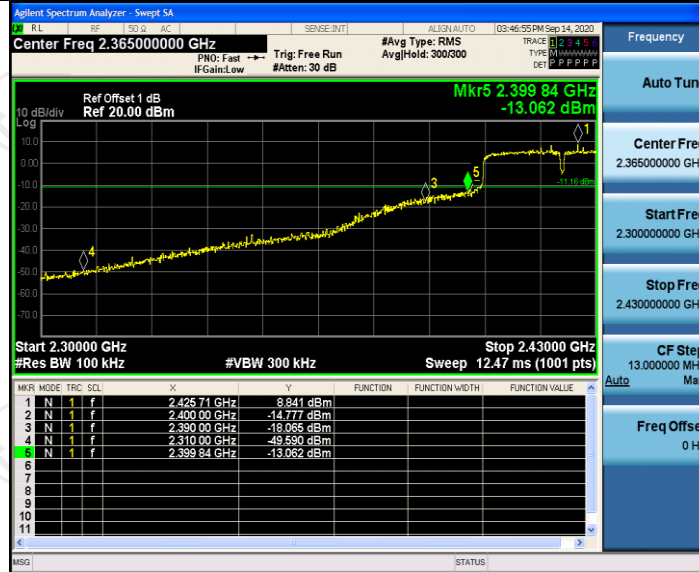 Agilent Spectrum Analyzer - Swept SA
RL RF 50 Ω AC SENSE:INT ALIGN AUTO 03:46:55 PM Sep 14, 2020
Center Freq 2.365000000 GHz
PNO: Fast
IFGain:Low
Trig: Free Run
#Atten: 30 dB
#Avg Type: RMS
Avg|Hold: 300/300
TRACE 1 2 3 4 5 6
TYPE M
DET P P P P P P
Ref Offset 1 dB
10 dB/div Ref 20.00 dBm
Log
Mkr5 2.399 84 GHz
-13.062 dBm
10.0
0.00
-10.0
-20.0
-30.0
-40.0
-50.0
-60.0
-70.0
1
5
3
4
-11.16 dBm
Start 2.30000 GHz Stop 2.43000 GHz
#Res BW 100 kHz #VBW 300 kHz Sweep 12.47 ms (1001 pts)
MKR MODE TRC SCL X Y FUNCTION FUNCTION WIDTH FUNCTION VALUE
1 N 1 f 2.425 71 GHz 8.841 dBm
2 N 1 f 2.400 00 GHz -14.777 dBm
3 N 1 f 2.390 00 GHz -18.065 dBm
4 N 1 f 2.310 00 GHz -49.590 dBm
5 N 1 f 2.399 84 GHz -13.062 dBm
6
7
8
9
10
11
MSG STATUS
Frequency
Auto Tun
Center Fre
2.365000000 GH
Start Fre
2.300000000 GH
Stop Fre
2.430000000 GH
CF Ste
13.000000 MH
Auto Ma
Freq Offse
0 H